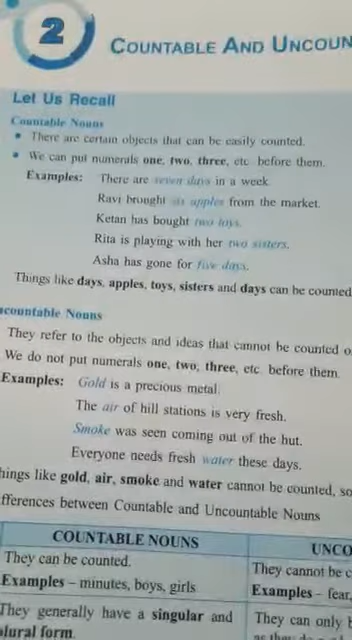 2
COUNTABLE AND UNCOUN
Let Us Recall
Countable Nouns
• There are certain objects that can be easily counted.
• We can put numerals one, two, three, etc. before them.
Examples: There are seven days in a week.
Ravi brought six apples from the market.
Ketan has bought two toys.
Rita is playing with her two sisters.
Asha has gone for five days.
Things like days, apples, toys, sisters and days can be counted
ncountable Nouns
They refer to the objects and ideas that cannot be counted o
We do not put numerals one, two, three, etc. before them.
Examples: Gold is a precious metal.
The air of hill stations is very fresh.
Smoke was seen coming out of the hut.
Everyone needs fresh water these days.
hings like gold, air, smoke and water cannot be counted, so
fferences between Countable and Uncountable Nouns
COUNTABLE NOUNS
UNCO
They can be counted.
They cannot be c
Examples – minutes, boys, girls
Examples – fear,
They generally have a singular and
They can only b
plural form.
as they do